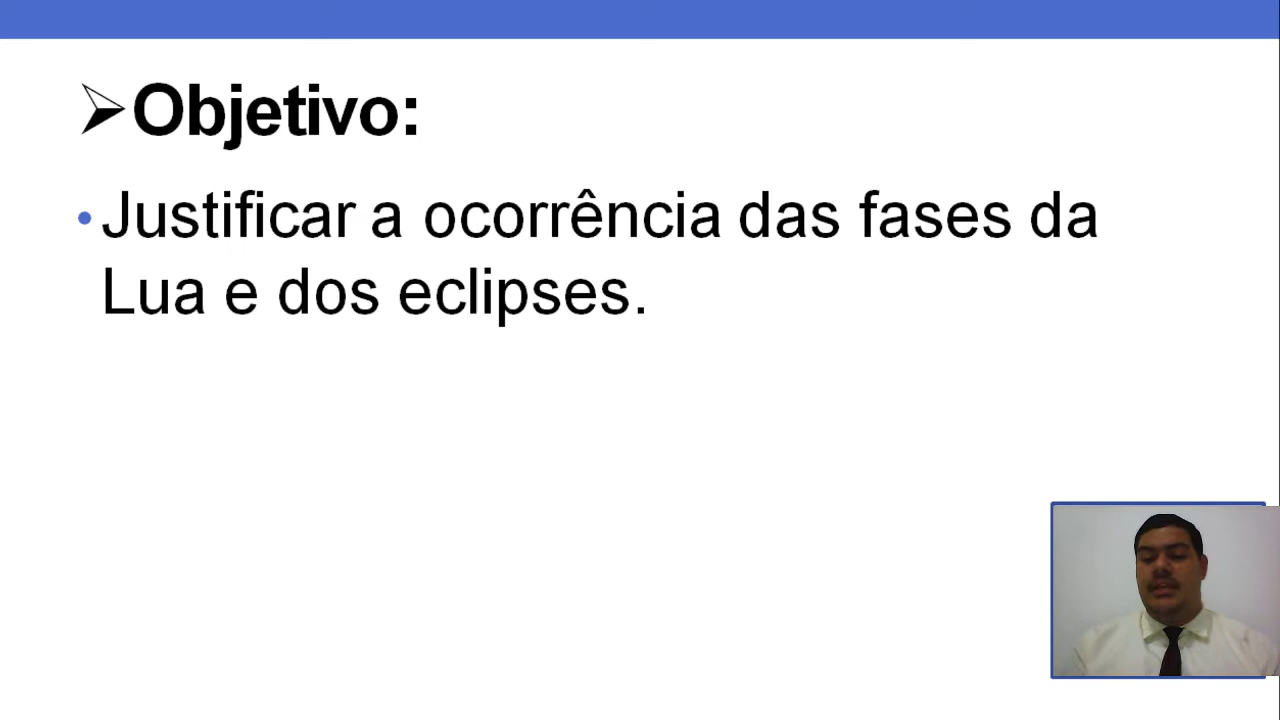 Objetivo:
Justificar a ocorrência das fases da
Lua e dos eclipses.